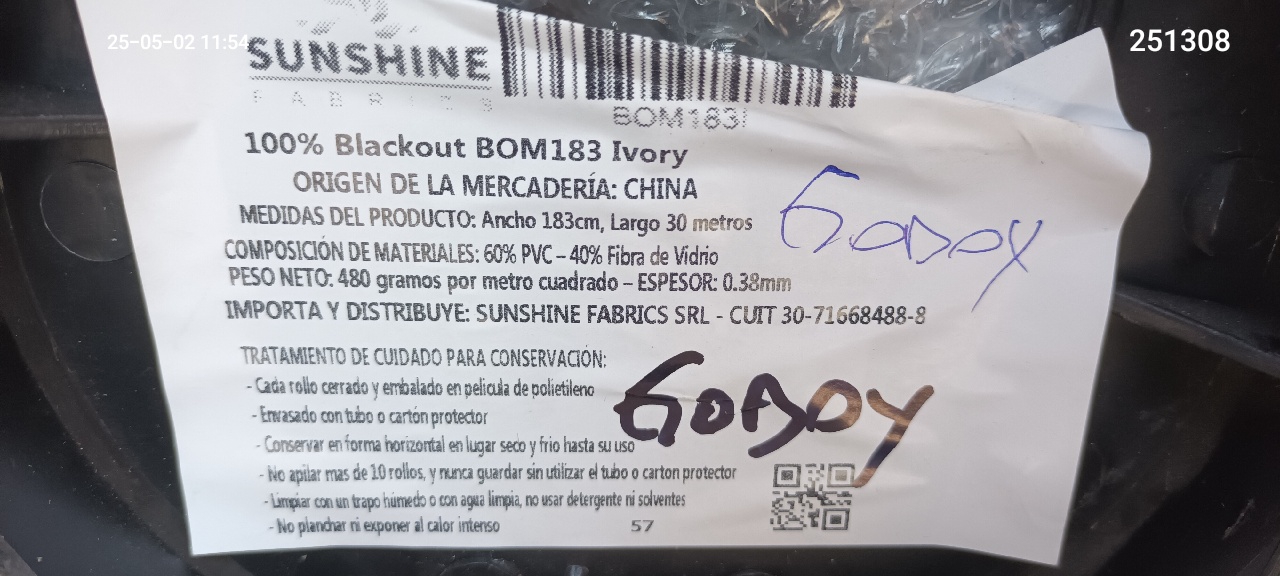 25-05-02 11:54
251308
SUNSHINE
FABRICS
BOM183I
100% Blackout BOM183 Ivory
ORIGEN DE LA MERCADERÍA: CHINA
MEDIDAS DEL PRODUCTO: Ancho 183cm, Largo 30 metros
GODOY
COMPOSICIÓN DE MATERIALES: 60% PVC – 40% Fibra de Vidrio
PESO NETO: 480 gramos por metro cuadrado – ESPESOR: 0.38mm
IMPORTA Y DISTRIBUYE: SUNSHINE FABRICS SRL - CUIT 30-71668488-8
TRATAMIENTO DE CUIDADO PARA CONSERVACIÓN:
- Cada rollo cerrado y embalado en pelicula de polietileno
GODOY
- Envasado con tubo o cartón protector
- Conservar en forma horizontal en lugar seco y frio hasta su uso
- No apilar mas de 10 rollos, y nunca guardar sin utilizar el tubo o carton protector
- Limpiar con un trapo húmedo o con agua limpia, no usar detergente ni solventes
- No planchar ni exponer al calor intenso
57